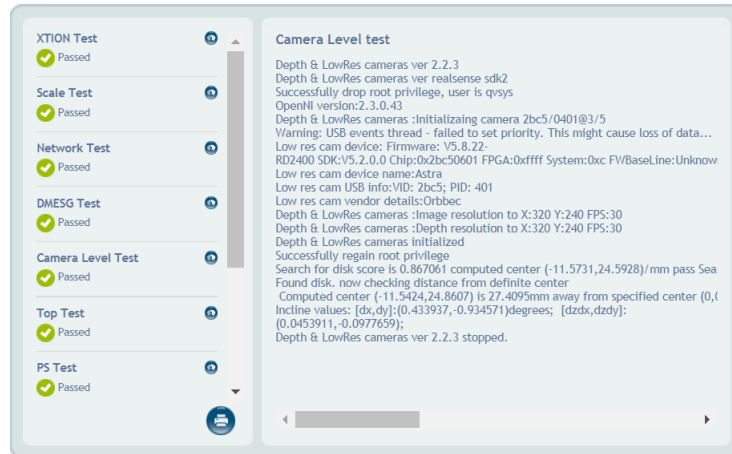 XTION Test
Passed
Scale Test
Passed
Network Test
Passed
DMESG Test
Passed
Camera Level Test
Passed
Top Test
Passed
PS Test
Passed
Camera Level test
Depth & LowRes cameras ver 2.2.3
Depth & LowRes cameras ver realsense sdk2
Successfully drop root privilege, user is qvsys
OpenNI version:2.3.0.43
Depth & LowRes cameras :Initializaing camera 2bc5/0401@3/5
Warning: USB events thread - failed to set priority. This might cause loss of data...
Low res cam device: Firmware: V5.8.22-
RD2400 SDK:V5.2.0.0 Chip:0x2bc50601 FPGA:0xffff System:0xc FWBaseLine:Unknow
Low res cam device name:Astra
Low res cam USB info:VID: 2bc5; PID: 401
Low res cam vendor details:Orbbec
Depth & LowRes cameras :Image resolution to X:320 Y:240 FPS:30
Depth & LowRes cameras :Depth resolution to X:320 Y:240 FPS:30
Depth & LowRes cameras initialized
Successfully regain root privilege
Search for disk score is 0.867061 computed center (-11.5731,24.5928)/mm pass Sea
Found disk. now checking distance from definite center
Computed center (-11.5424,24.8607) is 27.4095mm away from specified center (0,
Incline values: [dx,dy]:(0.433937,-0.934571)degrees; [dzdx,dzdy]:
(0.0453911,-0.0977659);
Depth & LowRes cameras ver 2.2.3 stopped.